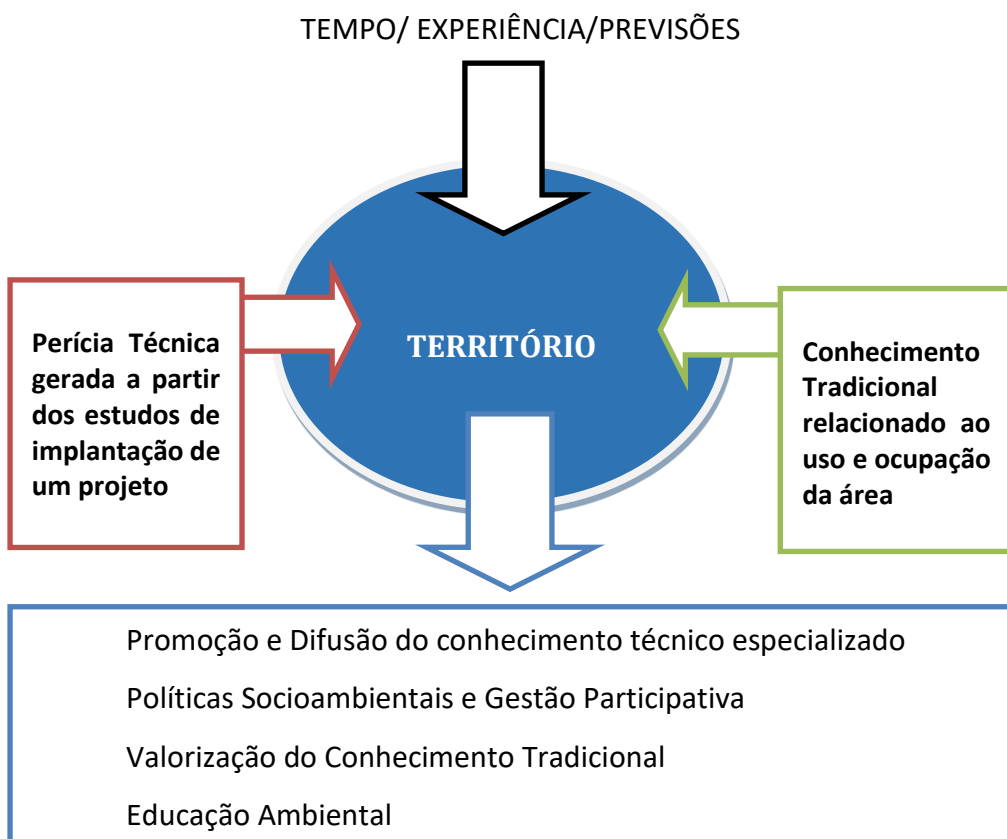 TEMPO/ EXPERIÊNCIA/PREVISÕES
Perícia Técnica
gerada a partir
dos estudos de
implantação de
um projeto
TERRITÓRIO
Conhecimento
Tradicional
relacionado ao
uso e ocupação
da área
Promoção e Difusão do conhecimento técnico especializado
Políticas Socioambientais e Gestão Participativa
Valorização do Conhecimento Tradicional
Educação Ambiental